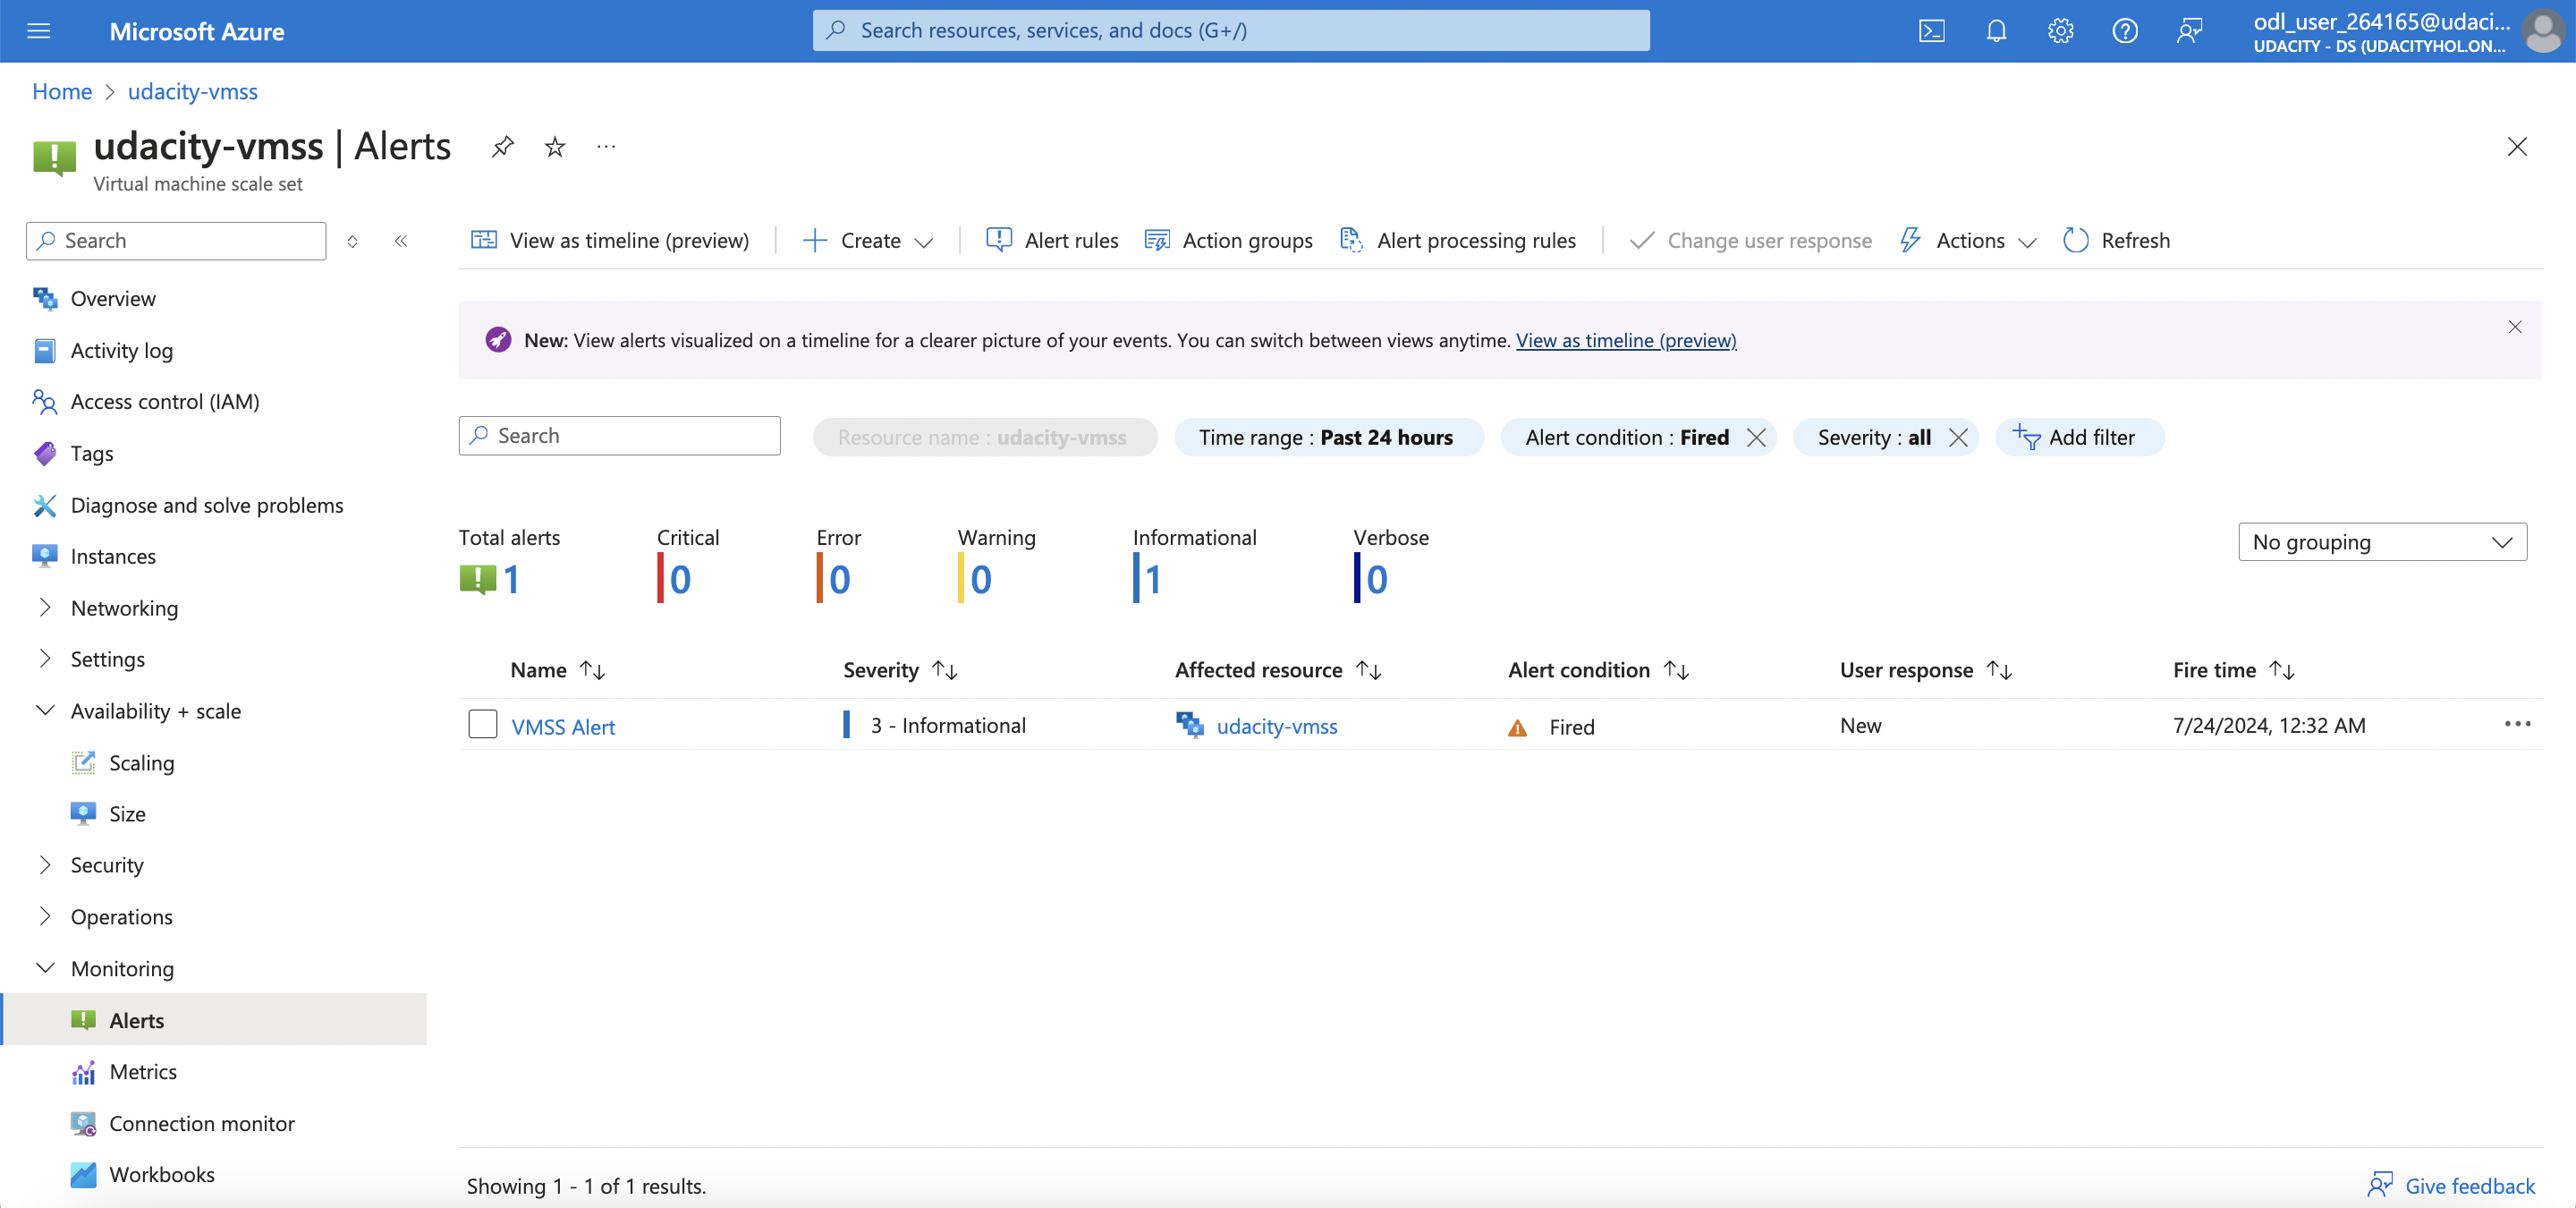 Microsoft Azure
Search resources, services, and docs (G+/)
odl_user_264165@udaci...
UDACITY - DS (UDACITYHOL.ON...
Home > udacity-vmss
udacity-vmss | Alerts
...
Virtual machine scale set
Search
View as timeline (preview)
Create
Alert rules
Action groups
Alert processing rules
Change user response
Actions
Refresh
Overview
Activity log
Access control (IAM)
Tags
Diagnose and solve problems
Instances
Networking
Settings
Availability + scale
Scaling
Size
Security
Operations
Monitoring
Alerts
Metrics
Connection monitor
Workbooks
New: View alerts visualized on a timeline for a clearer picture of your events. You can switch between views anytime. View as timeline (preview)
Search
Resource name : udacity-vmss
Time range : Past 24 hours
Alert condition : Fired
Severity : all
Add filter
Total alerts
1
Critical
0
Error
0
Warning
0
Informational
1
Verbose
0
No grouping
Name
Severity
Affected resource
Alert condition
User response
Fire time
VMSS Alert
3 - Informational
udacity-vmss
Fired
New
7/24/2024, 12:32 AM
Showing 1 - 1 of 1 results.
Give feedback